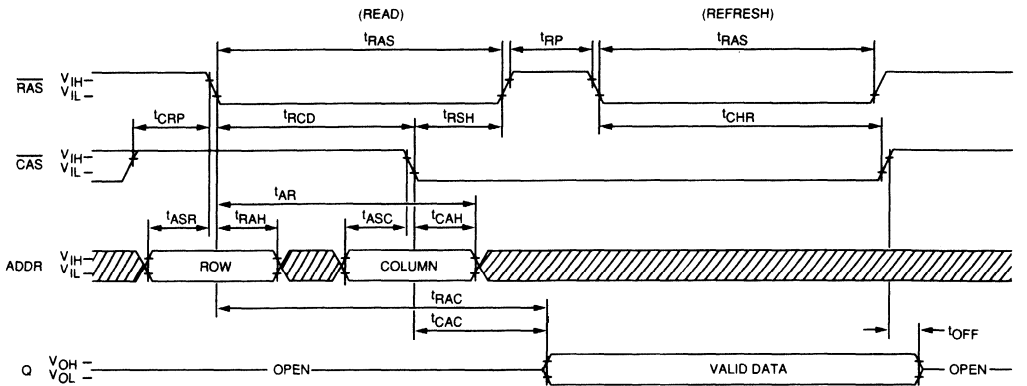 (READ) (REFRESH)
tRAS tRP tRAS
RAS VIH
VIL
tCRP tRCD tRSH tCHR
CAS VIH
VIL
tAR
tASR tRAH tASC tCAH
ADDR VIH
VIL
ROW COLUMN
tRAC
tCAC
tOFF
Q VOH
VOL
OPEN VALID DATA OPEN